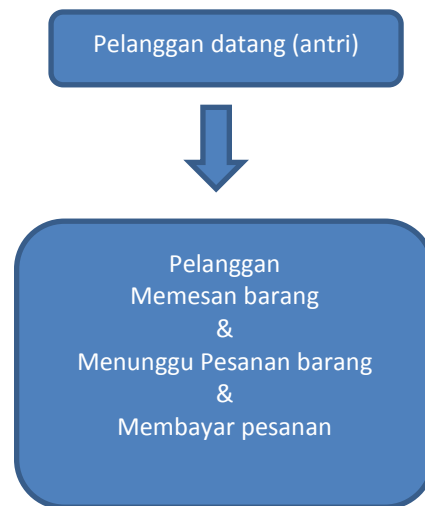 Pelanggan datang (antri)
Pelanggan
Memesan barang
&
Menunggu Pesanan barang
&
Membayar pesanan